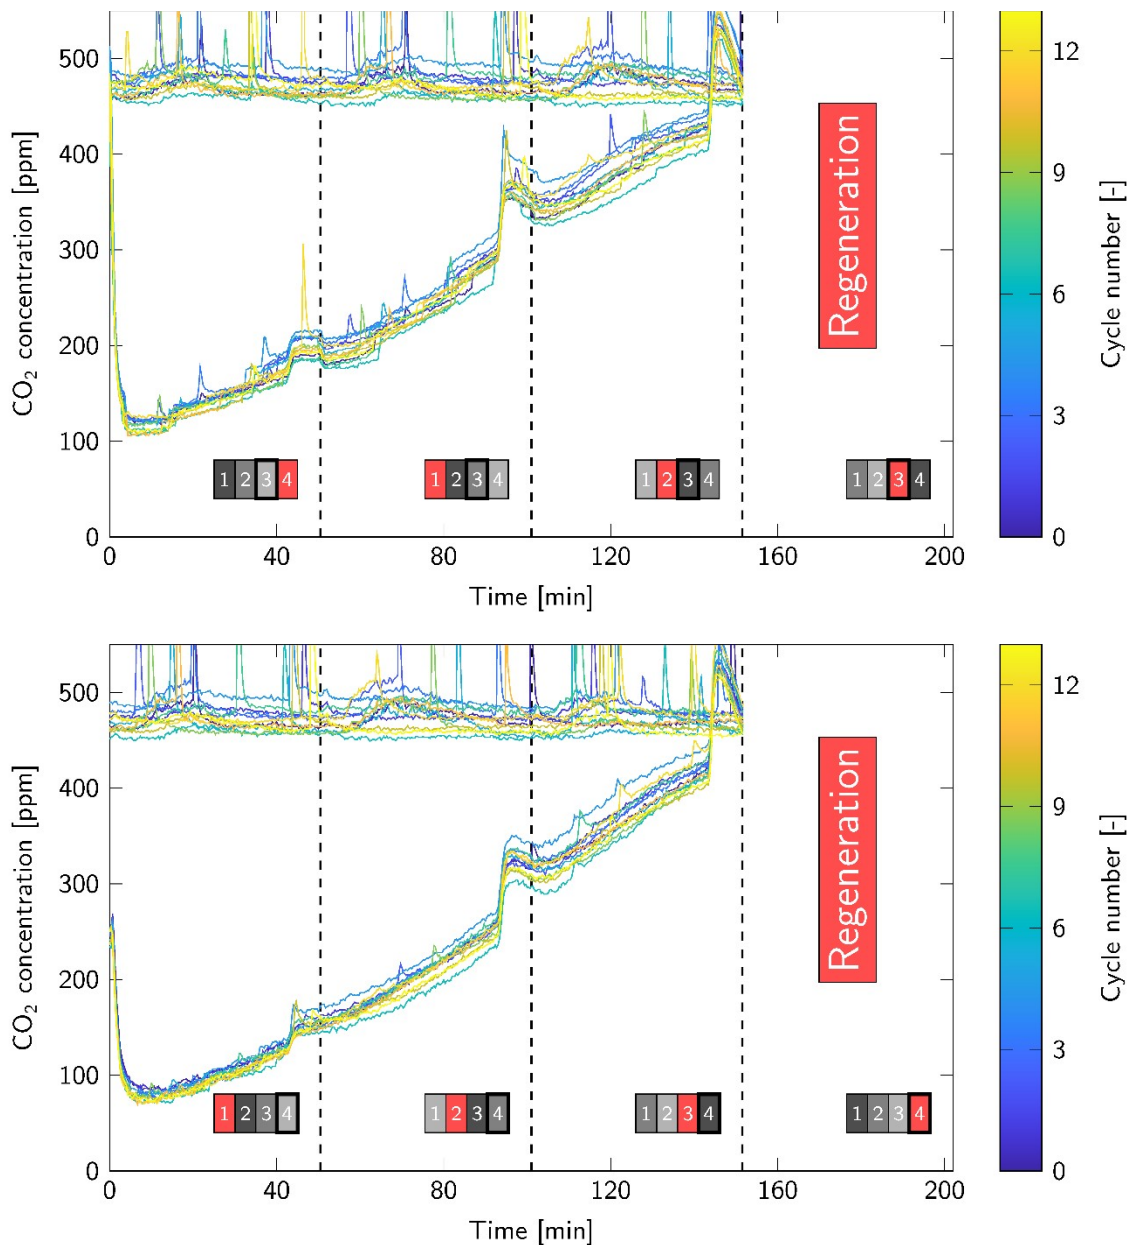 500
400
300
200
100
0
CO₂ concentration [ppm]
Regeneration
1 2 3 4
1 2 3 4
1 2 3 4
1 2 3 4
0 40 80 120 160 200
Time [min]
12
9
6
3
0
Cycle number [-]
500
400
300
200
100
0
CO₂ concentration [ppm]
Regeneration
1 2 3 4
1 2 3 4
1 2 3 4
1 2 3 4
0 40 80 120 160 200
Time [min]
12
9
6
3
0
Cycle number [-]